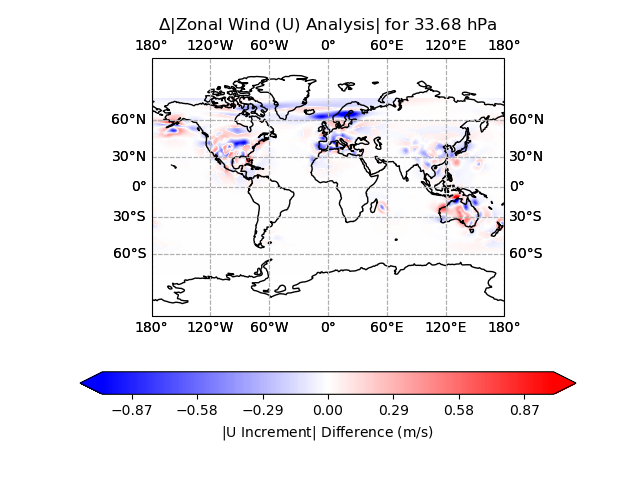 Δ|Zonal Wind (U) Analysis| for 33.68 hPa
180° 120°W 60°W 0° 60°E 120°E 180°
60°N 60°N
30°N 30°N
0° 0°
30°S 30°S
60°S 60°S
180° 120°W 60°W 0° 60°E 120°E 180°
−0.87 −0.58 −0.29 0.00 0.29 0.58 0.87
|U Increment| Difference (m/s)